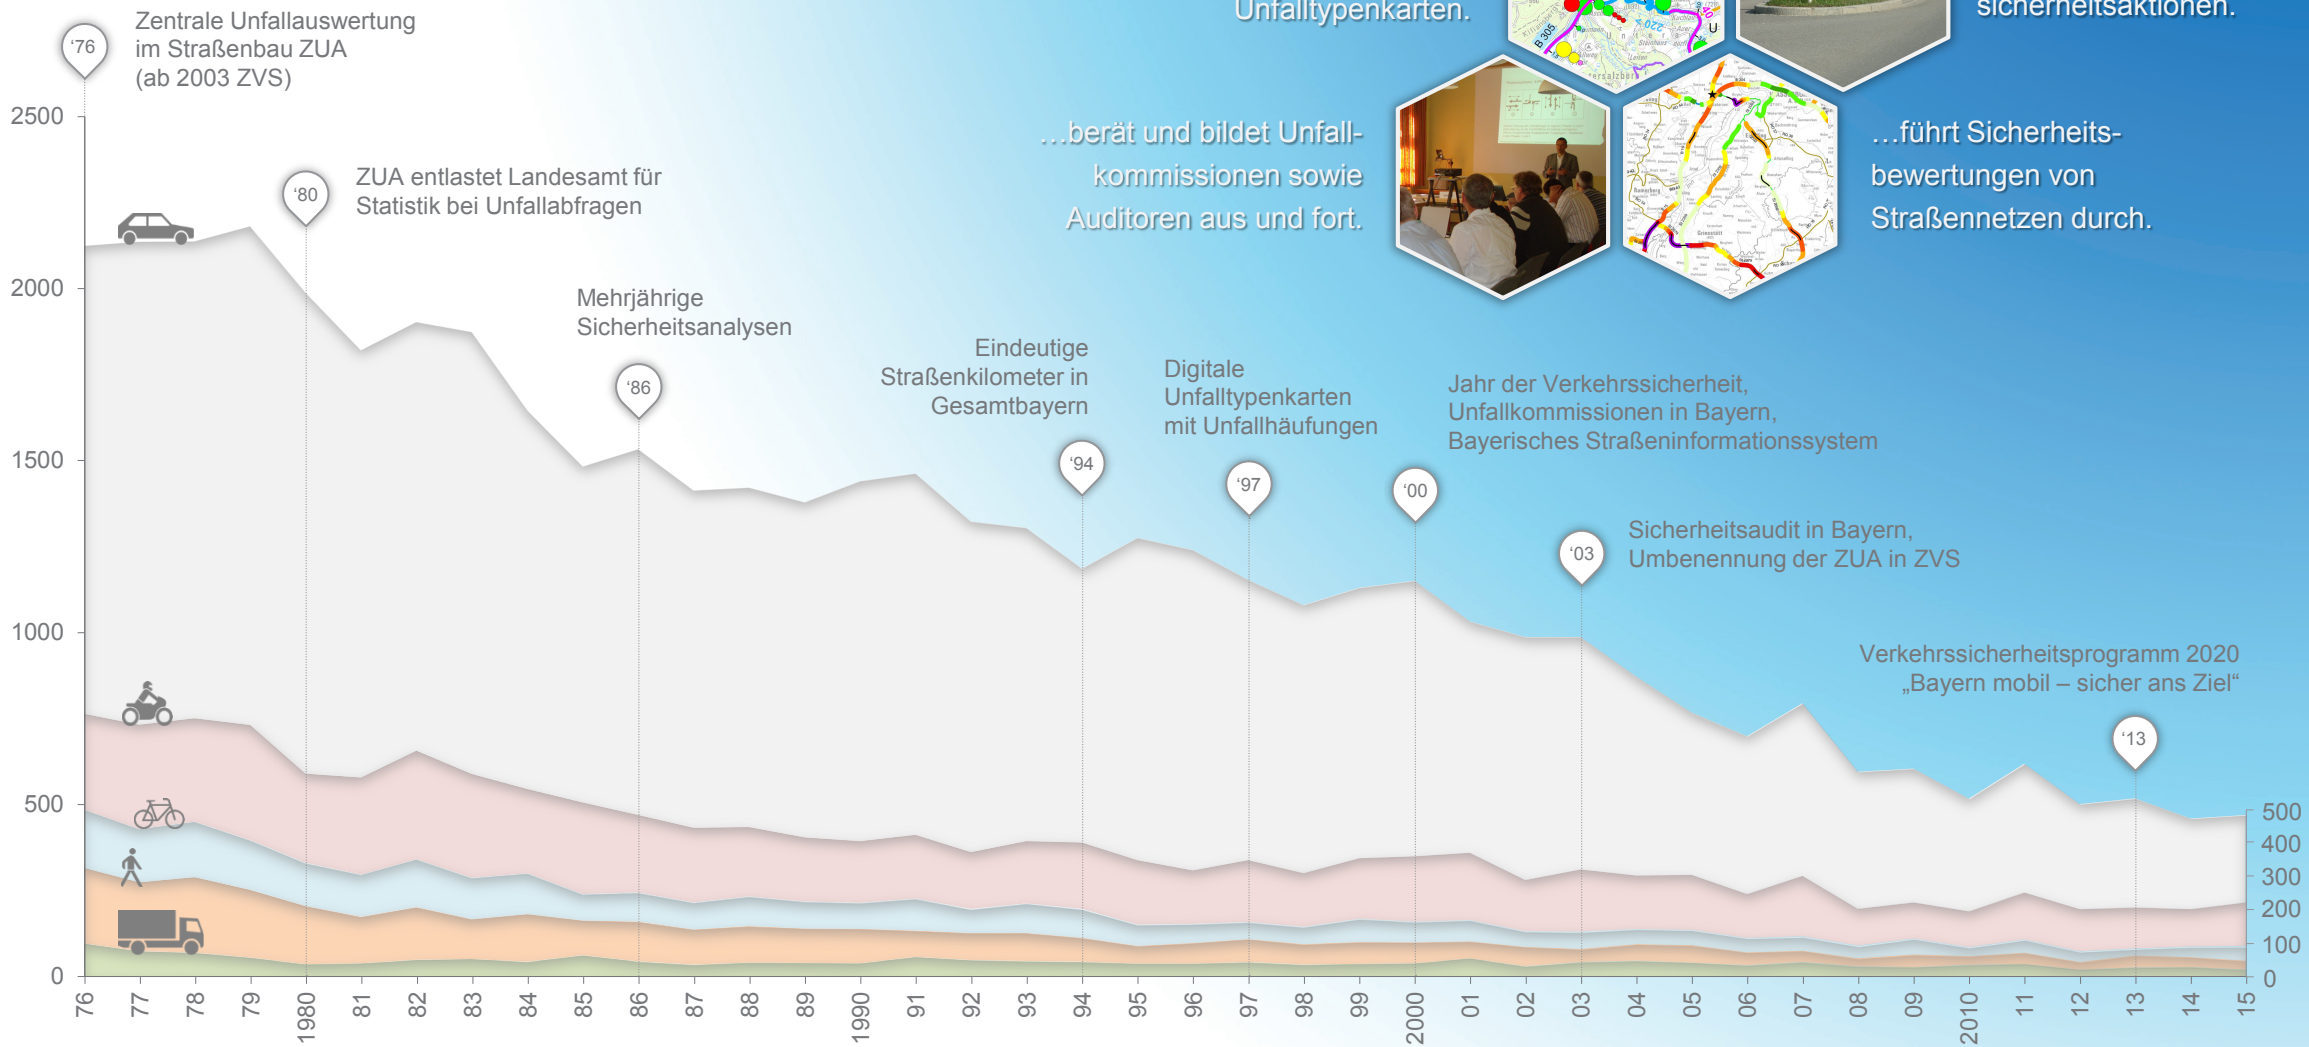 Unfalltypenkarten.
sicherheitsaktionen.
B 305
…berät und bildet Unfall-
kommissionen sowie
Auditoren aus und fort.
…führt Sicherheits-
bewertungen von
Straßennetzen durch.
‘76
Zentrale Unfallauswertung
im Straßenbau ZUA
(ab 2003 ZVS)
‘80
ZUA entlastet Landesamt für
Statistik bei Unfallabfragen
Mehrjährige
Sicherheitsanalysen
‘86
Eindeutige
Straßenkilometer in
Gesamtbayern
‘94
Digitale
Unfalltypenkarten
mit Unfallhäufungen
‘97
Jahr der Verkehrssicherheit,
Unfallkommissionen in Bayern,
Bayerisches Straßeninformationssystem
‘00
Sicherheitsaudit in Bayern,
Umbenennung der ZUA in ZVS
‘03
Verkehrssicherheitsprogramm 2020
„Bayern mobil – sicher ans Ziel“
‘13
2500
2000
1500
1000
500
0
500
400
300
200
100
0
76 77 78 79 1980 81 82 83 84 85 86 87 88 89 1990 91 92 93 94 95 96 97 98 99 2000 01 02 03 04 05 06 07 08 09 2010 11 12 13 14 15